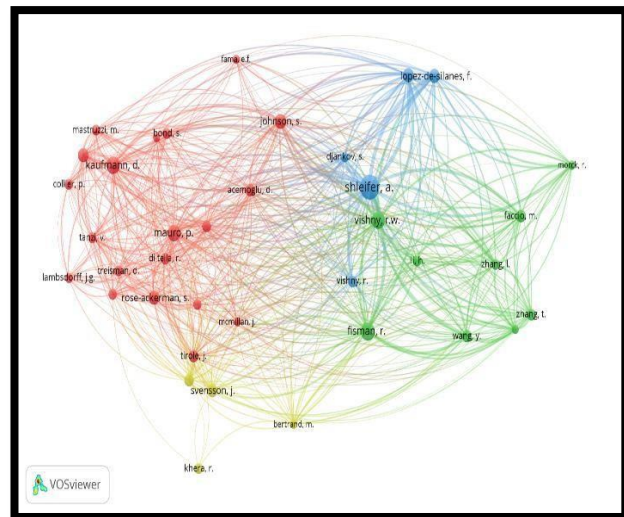 fama, e.f.
lopez-de-silanes, f.
johnson, s.
mastruzzi, m.
bond, s.
djankov, s.
kaufmann, d.
morck, r.
collier, p.
shleifer, a.
acemoglu, d.
vishny, r.w.
faccio, m.
mauro, p.
tanzi, v.
di tella, r.
li, h.
zhang, l.
treisman, d.
lambsdorff, j.g.
vishny, r.
rose-ackerman, s.
zhang, t.
mcmillan, j.
fisman, r.
wang, y.
tirole, j.
svensson, j.
bertrand, m.
khera, r.
VOSviewer